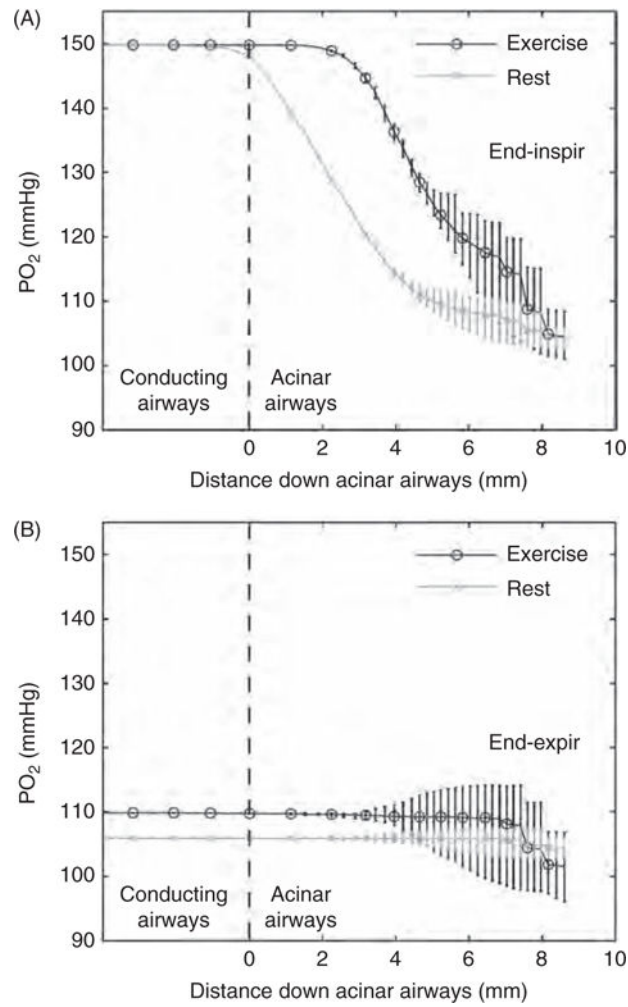 (A)
150
140
130
120
110
100
90
PO₂ (mmHg)
Exercise
Rest
End-inspir
Conducting airways
Acinar airways
0 2 4 6 8 10
Distance down acinar airways (mm)
(B)
150
140
130
120
110
100
90
PO₂ (mmHg)
Exercise
Rest
End-expir
Conducting airways
Acinar airways
0 2 4 6 8 10
Distance down acinar airways (mm)